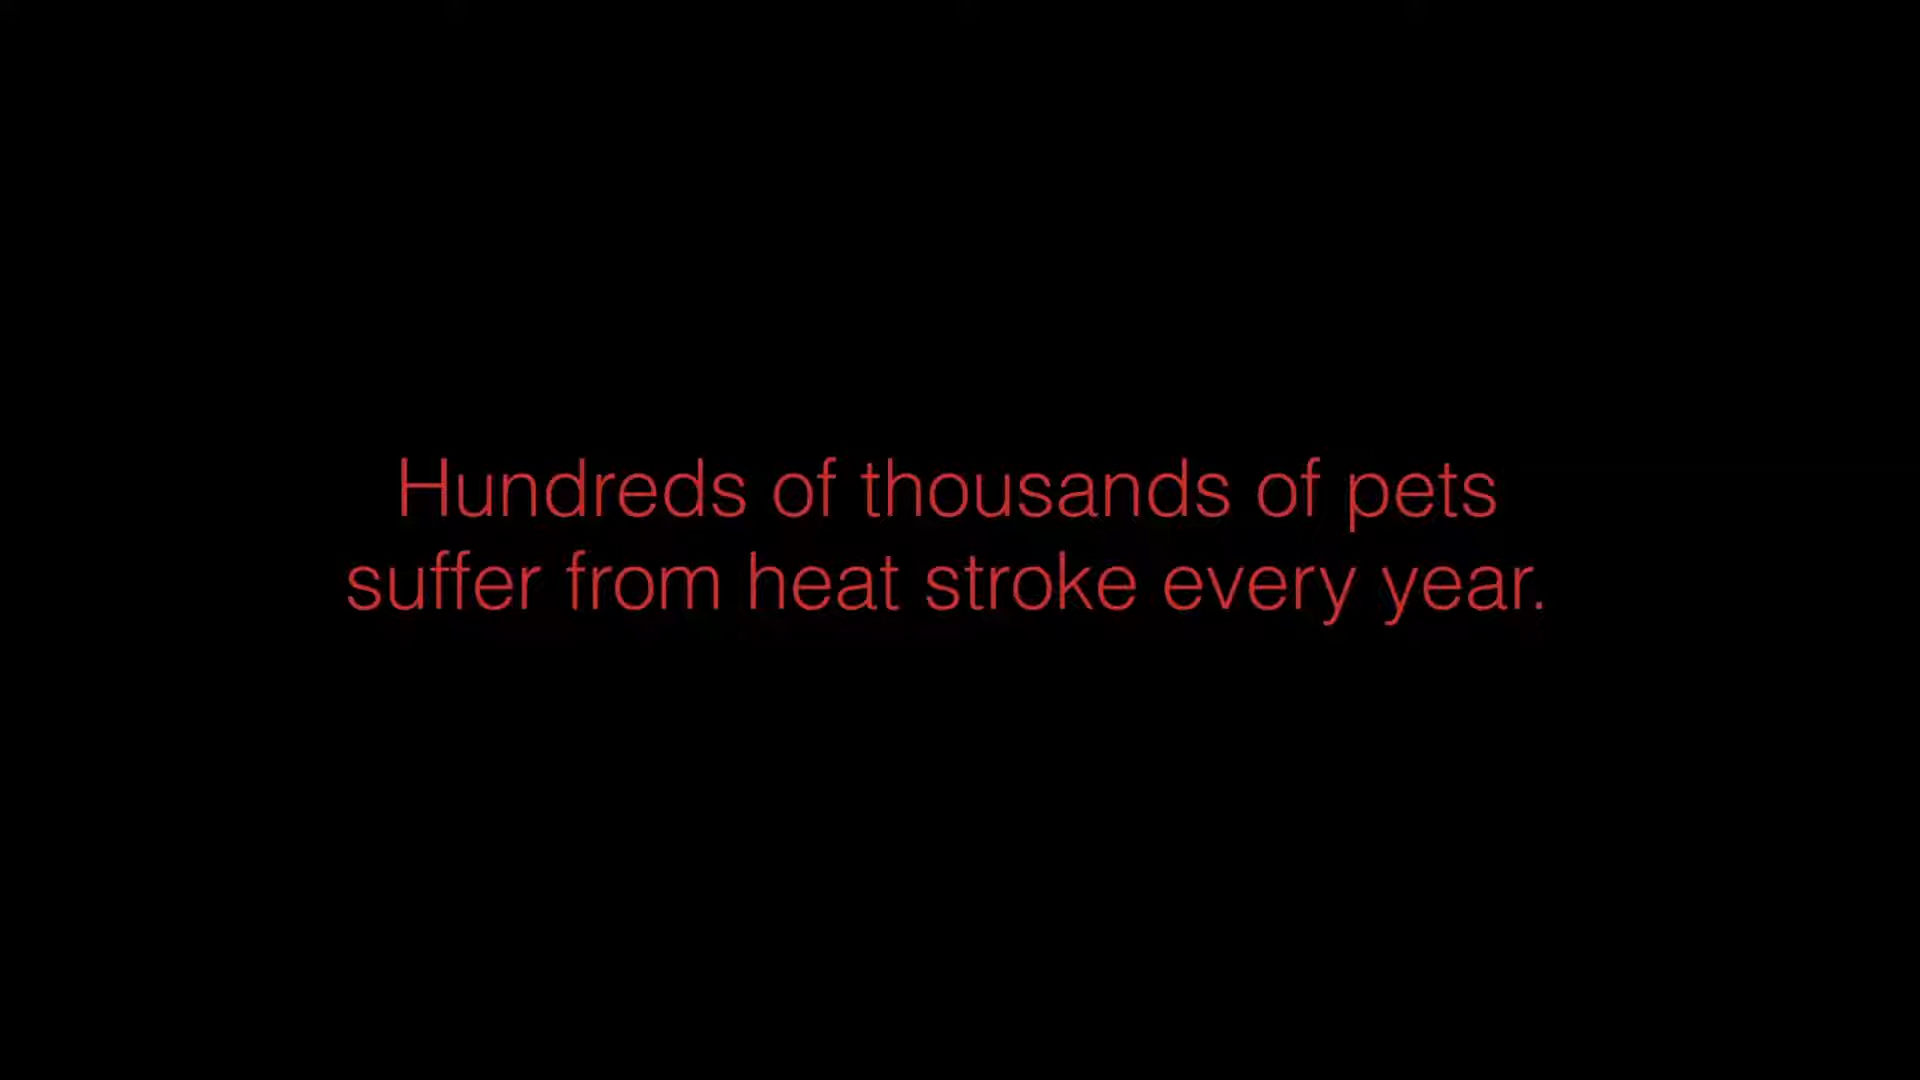 Hundreds of thousands of pets
suffer from heat stroke every year.